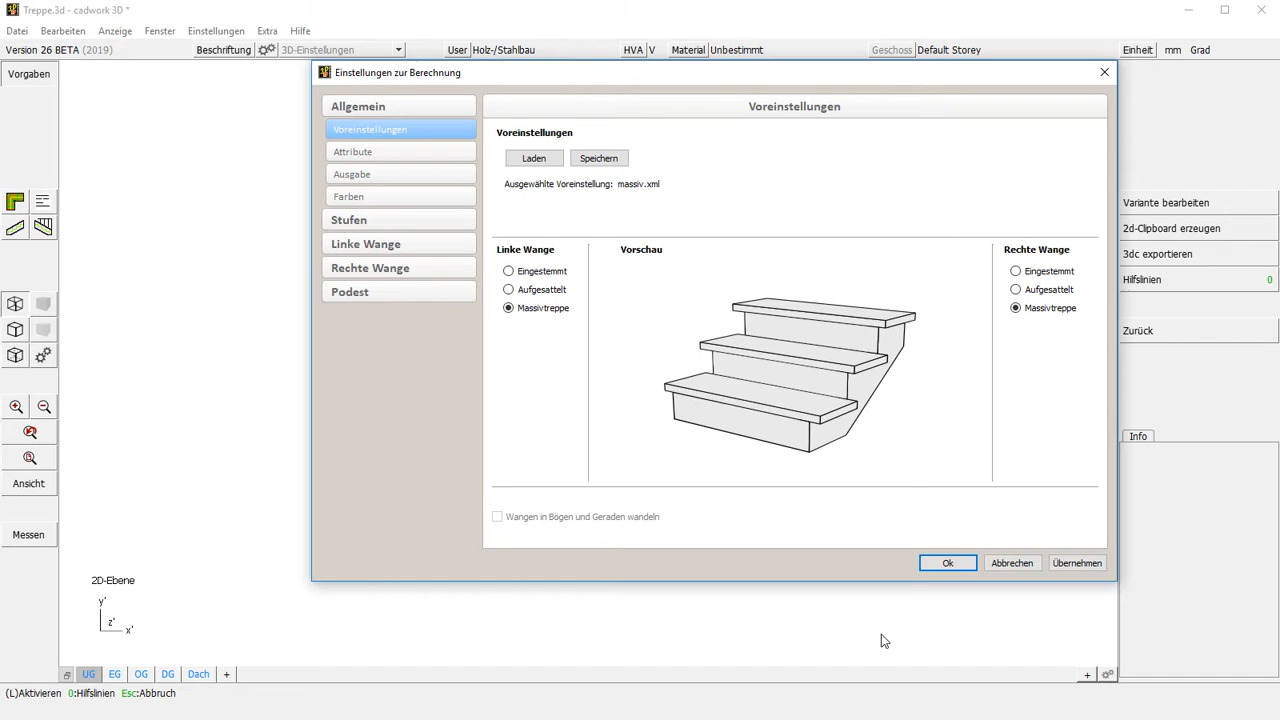 Treppe.3d - cadwork 3D *
Datei Bearbeiten Anzeige Fenster Einstellungen Extra Hilfe
Version 26 BETA (2019) Beschriftung 3D-Einstellungen User Holz-/Stahlbau HVA V Material Unbestimmt Geschoss Default Storey Einheit mm Grad
Vorgaben
Einstellungen zur Berechnung
Allgemein
Voreinstellungen
Attribute
Ausgabe
Farben
Stufen
Linke Wange
Rechte Wange
Podest
Voreinstellungen
Voreinstellungen
Laden Speichern
Ausgewählte Voreinstellung: massiv.xml
Linke Wange
Eingestemmt
Aufgesattelt
Massivtreppe
Vorschau
Rechte Wange
Eingestemmt
Aufgesattelt
Massivtreppe
Wangen in Bögen und Geraden wandeln
Ok Abbrechen Übernehmen
Variante bearbeiten
2d-Clipboard erzeugen
3dc exportieren
Hilfslinien 0
Zurück
Info
Ansicht
Messen
2D-Ebene
y'
z'
x'
UG EG OG DG Dach +
+
(L)Aktivieren 0:Hilfslinien Esc:Abbruch